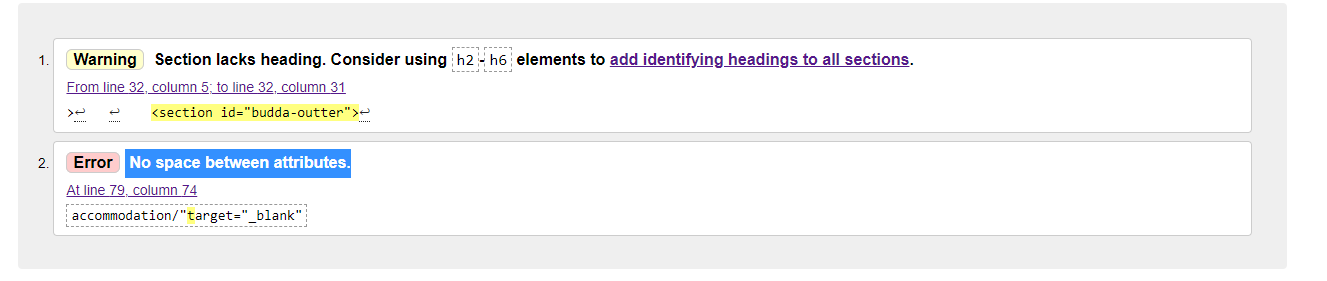 1. Warning Section lacks heading. Consider using h2-h6 elements to add identifying headings to all sections.
From line 32, column 5; to line 32, column 31
>↩ ↩ <section id="budda-outter">↩
2. Error No space between attributes.
At line 79, column 74
accommodation/"target="_blank"